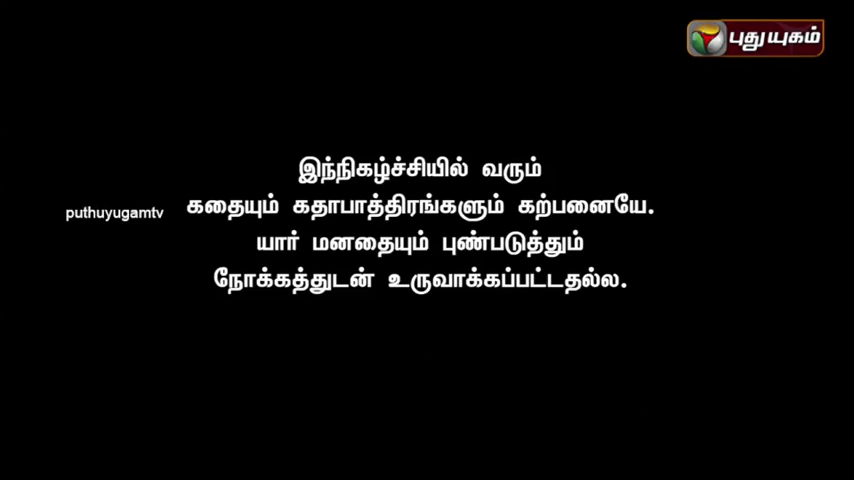 புதுயுகம்
இந்நிகழ்ச்சியில் வரும்
கதையும் கதாபாத்திரங்களும் கற்பனையே.
puthuyugamtv
யார் மனதையும் புண்படுத்தும்
நோக்கத்துடன் உருவாக்கப்பட்டதல்ல.